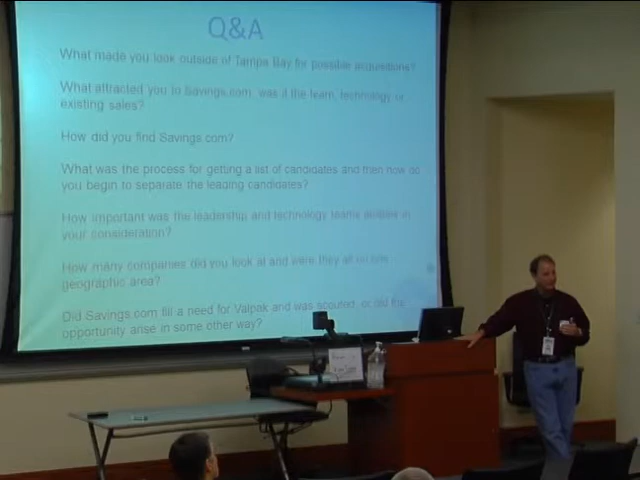 Q&A
What made you look outside of Tampa Bay for possible acquisitions?
What attracted you to Savings.com, was it the team, technology or
existing sales?
How did you find Savings.com?
What was the process for getting a list of candidates and then how do
you begin to separate the leading candidates?
How important was the leadership and technology teams in
your consideration?
How many companies did you look at and were they all on one
geographic area?
Did Savings.com fill a need for Valpak and was scouted, or did the
opportunity arise in some other way?